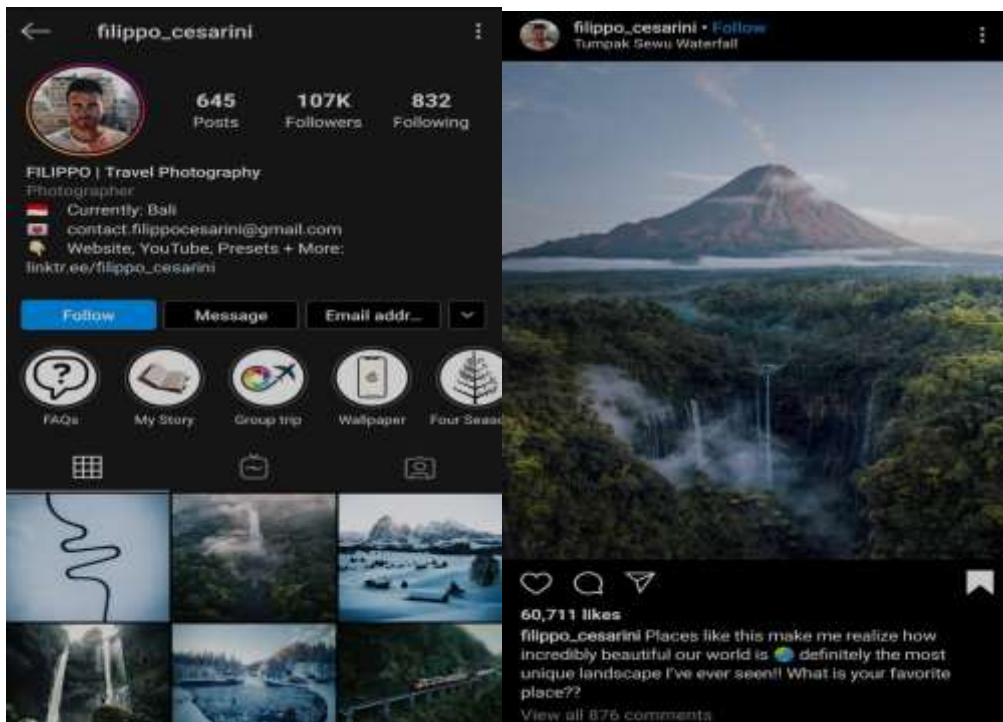 filippo_cesarini
645 107K 832
Posts Followers Following
FILIPPO | Travel Photography
Photographer
Currently: Bali
contact.filippocesarini@gmail.com
Website, YouTube, Presets + More:
linktr.ee/filippo_cesarini
Follow Message Email addr...
? 
FAQs My Story Group trip Wallpaper Four Seas
filippo_cesarini • Follow
Tumpak Sewu Waterfall
60,711 likes
filippo_cesarini Places like this make me realize how
incredibly beautiful our world is 🌏 definitely the most
unique landscape I've ever seen!! What is your favorite
place??
View all 876 comments